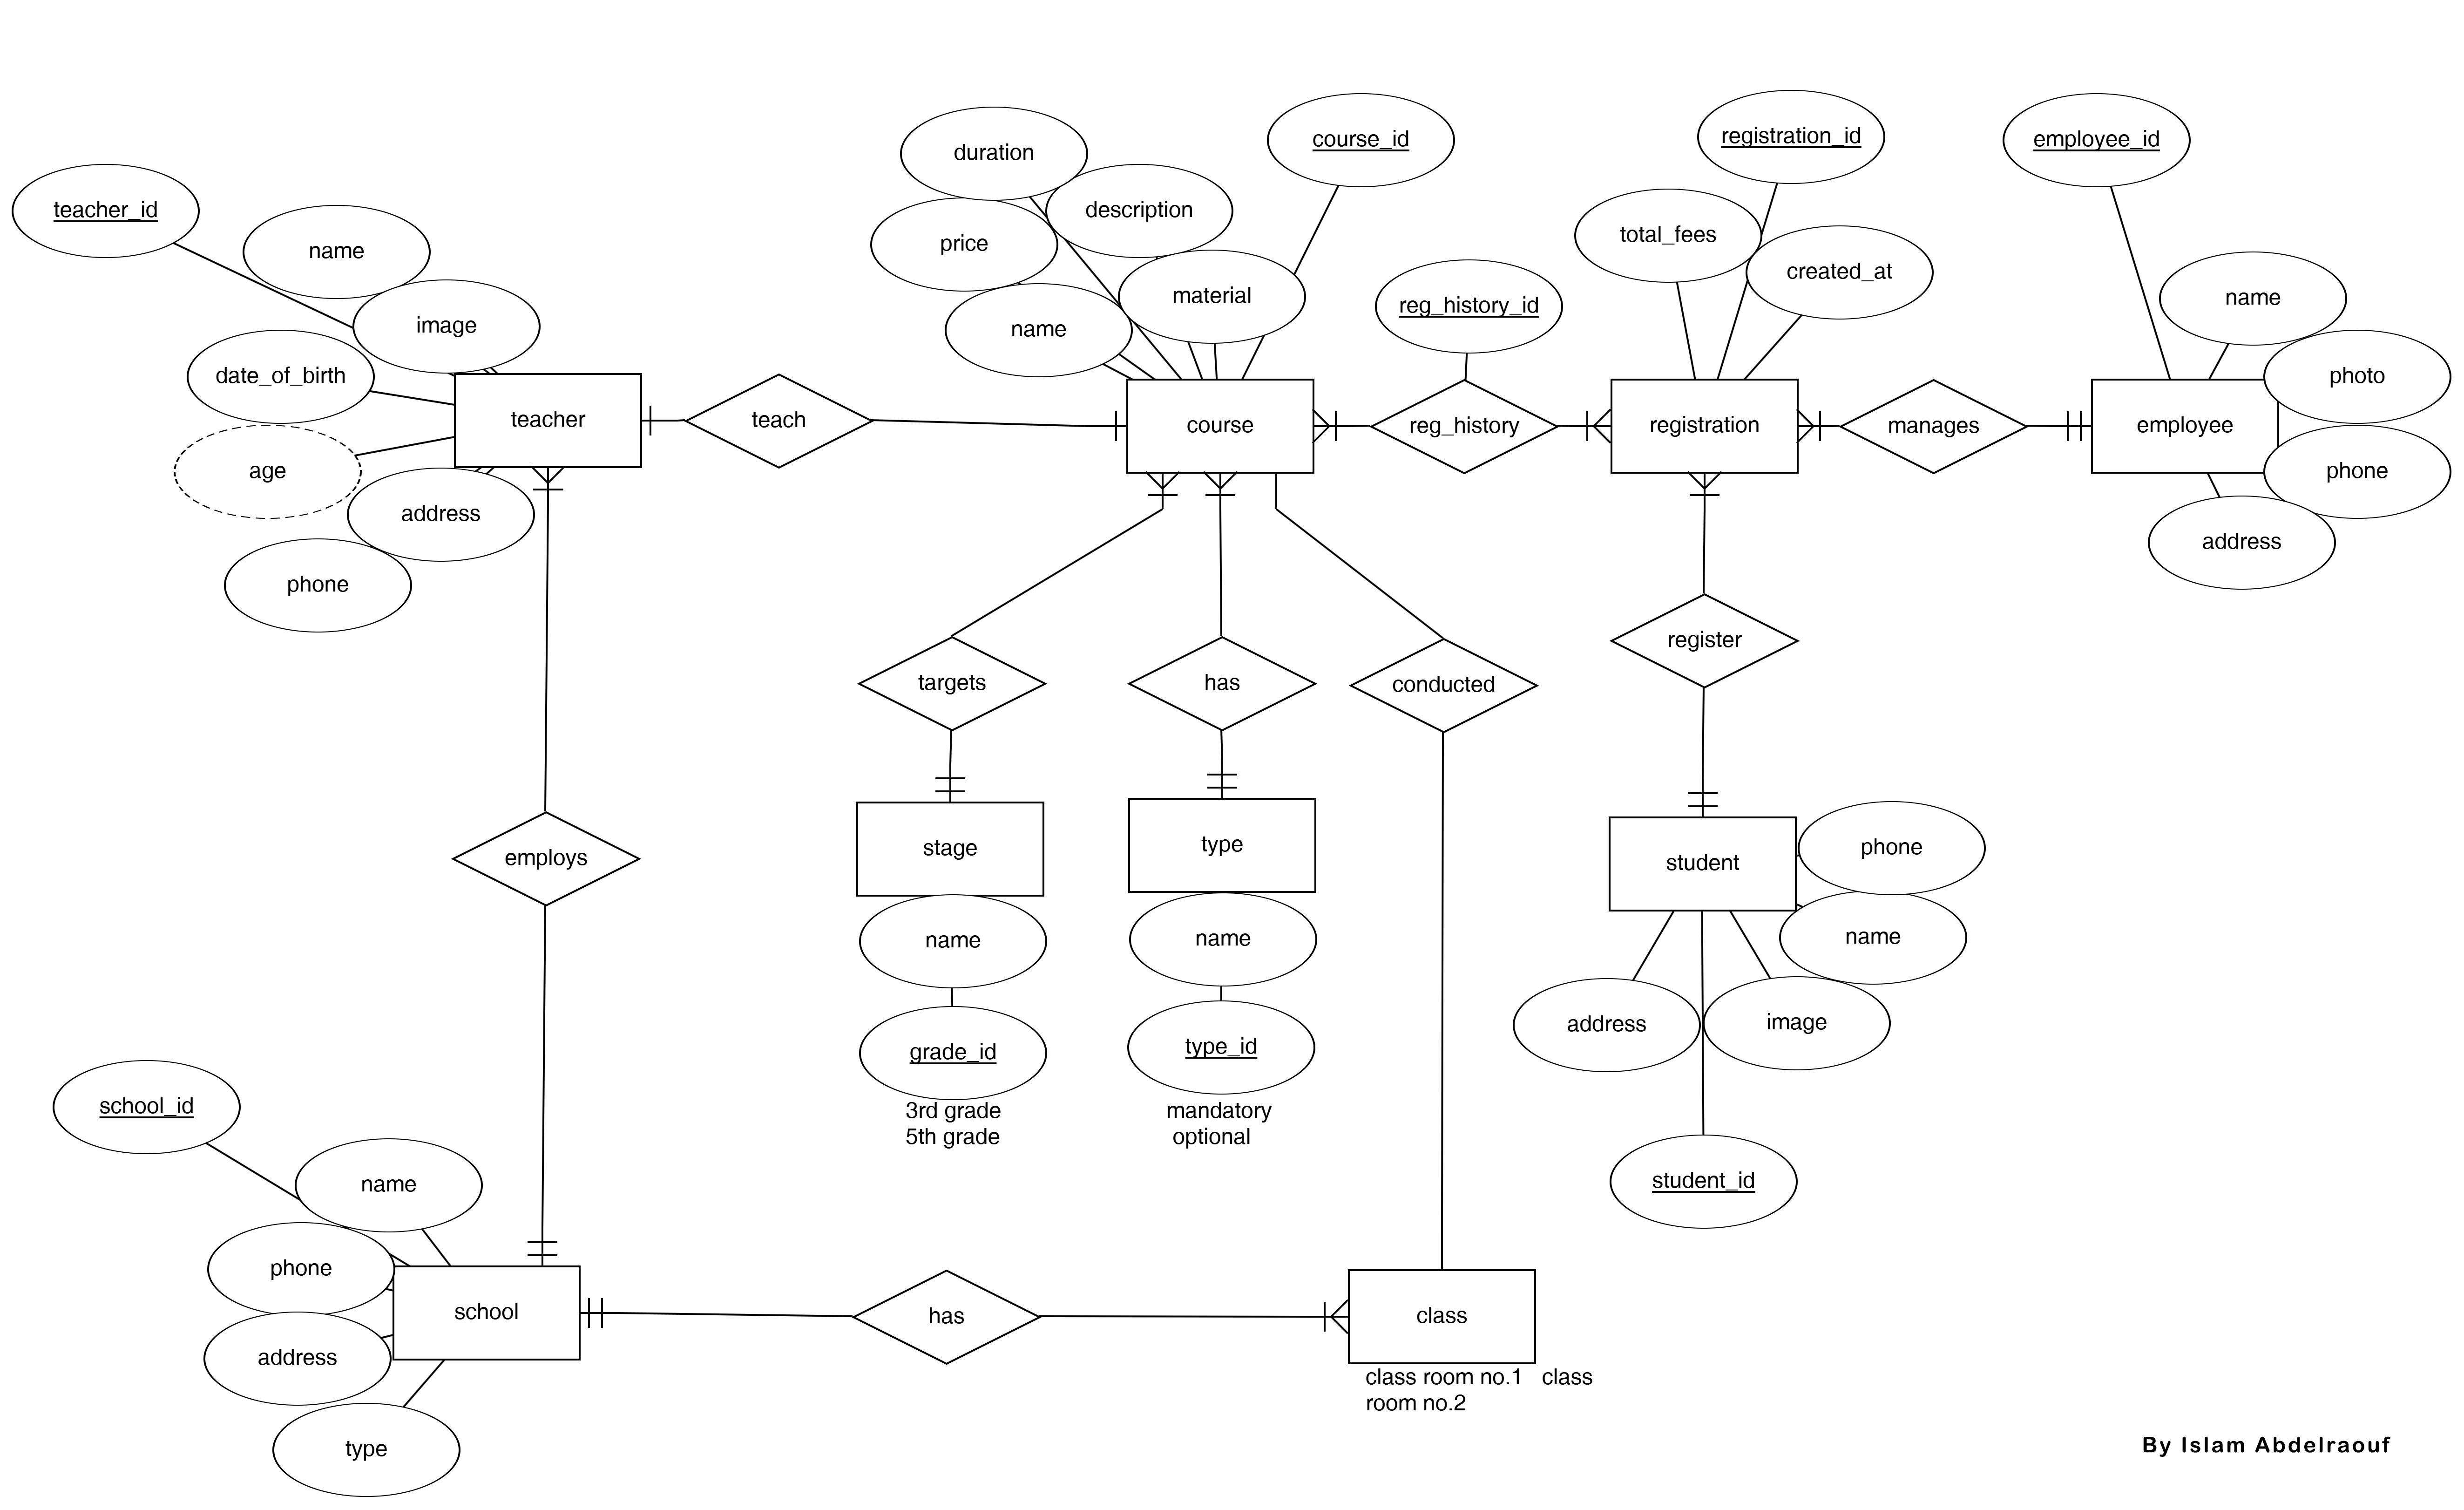 course_id
registration_id
employee_id
duration
description
teacher_id
total_fees
price
name
created_at
material
name
reg_history_id
image
name
date_of_birth
photo
teacher
teach
course
reg_history
registration
manages
employee
age
phone
address
address
phone
register
targets
has
conducted
employs
stage
type
student
phone
name
name
name
address
image
grade_id
type_id
3rd grade
5th grade
mandatory
optional
school_id
name
student_id
phone
school
has
class
address
class room no.1 class
room no.2
type
By Islam Abdelraouf
name